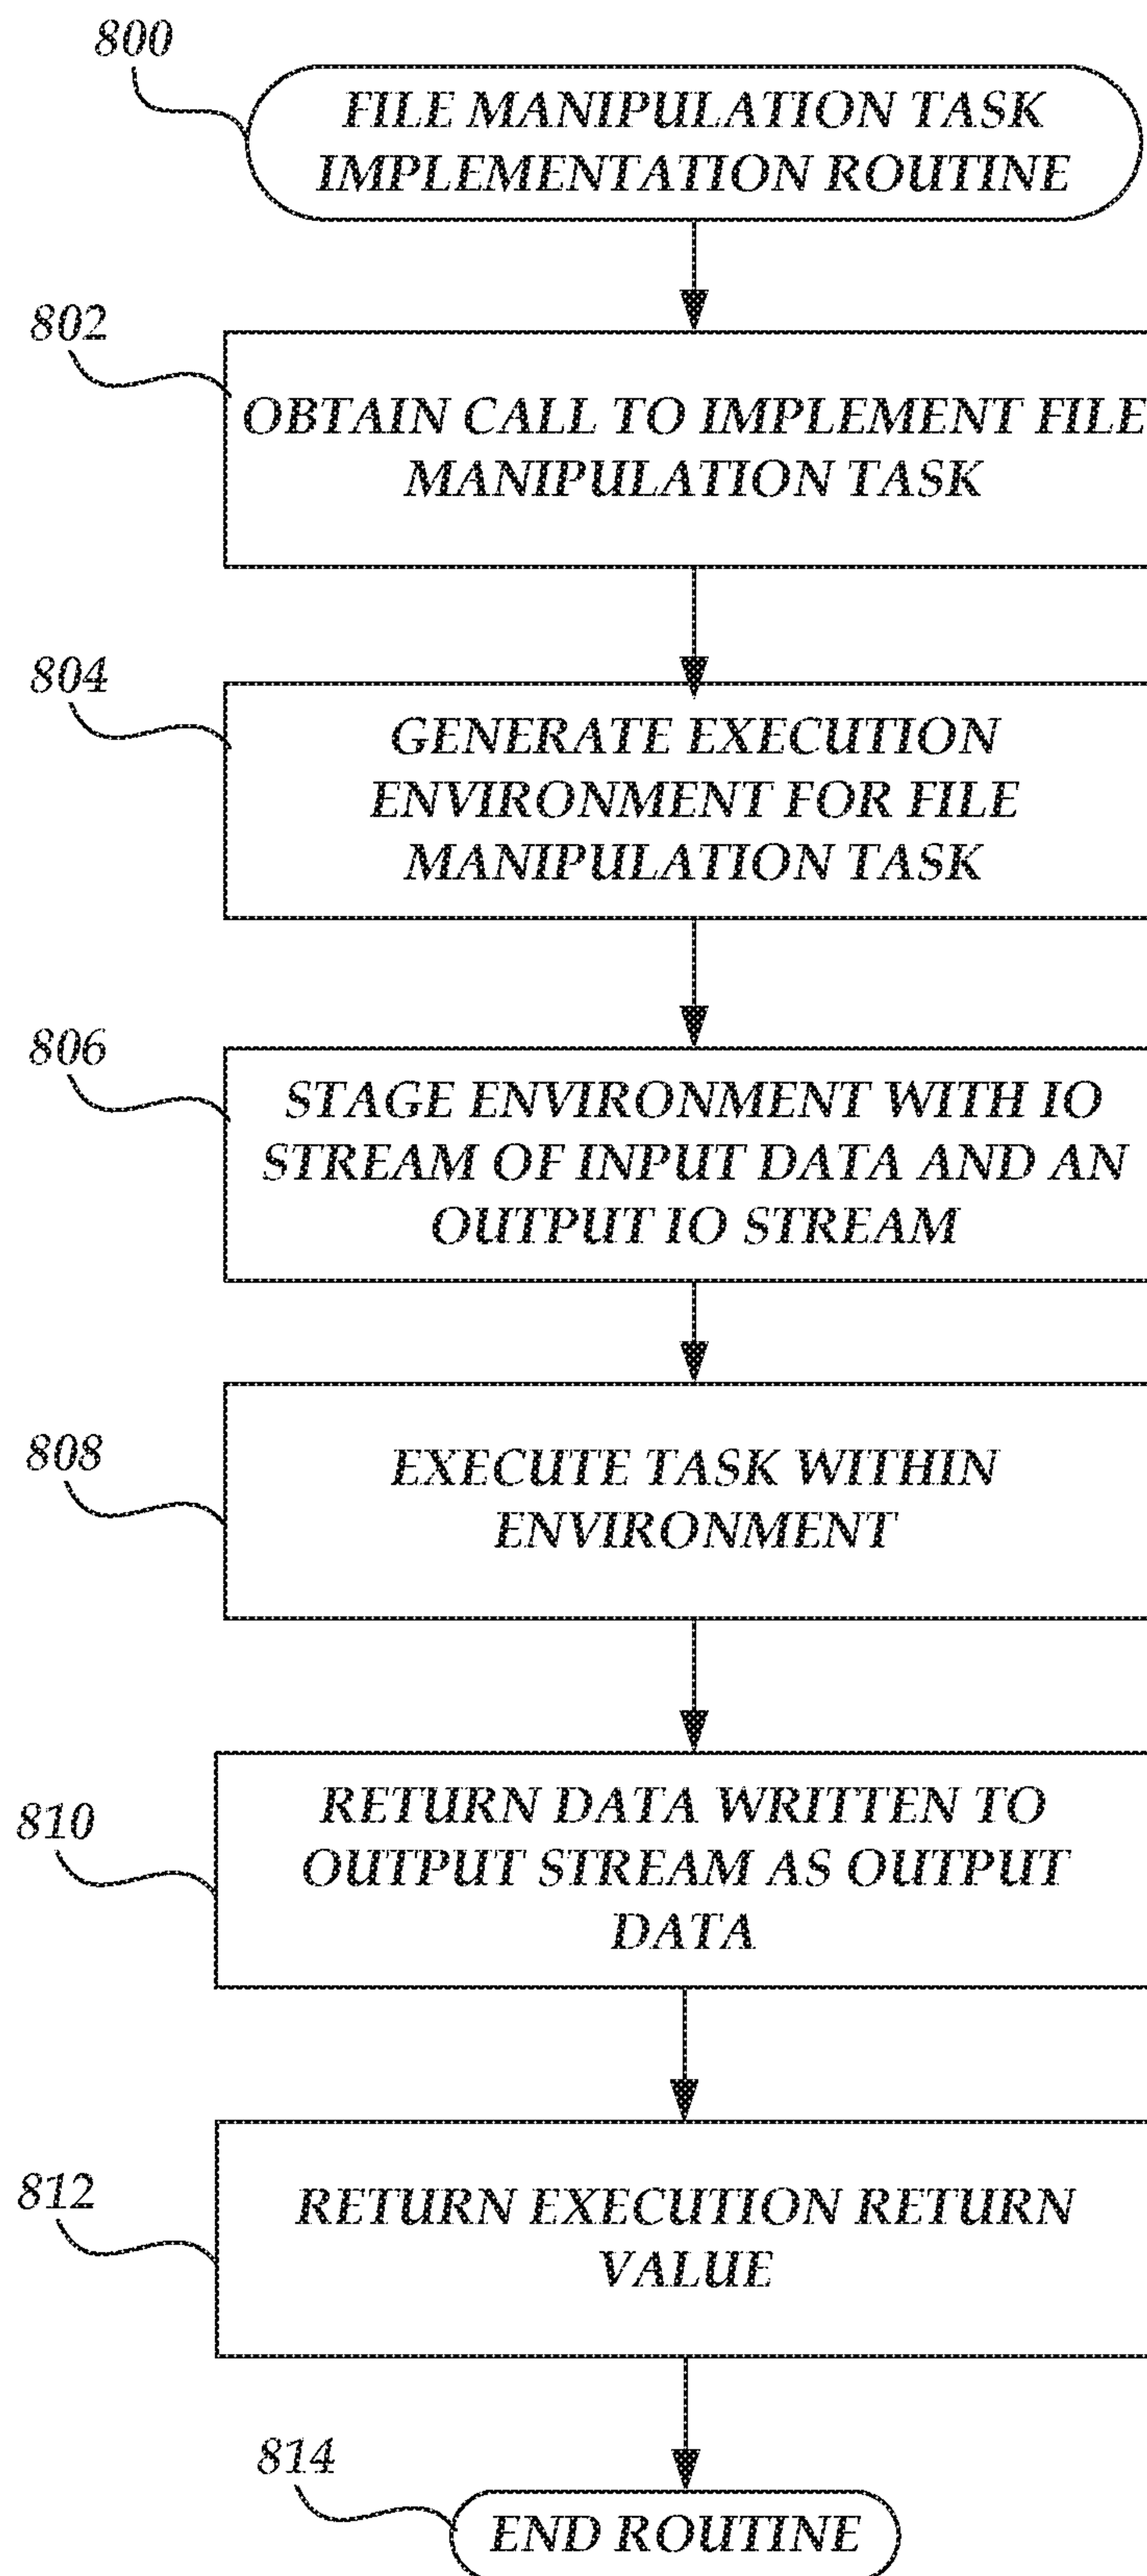 800
FILE MANIPULATION TASK
IMPLEMENTATION ROUTINE
802
OBTAIN CALL TO IMPLEMENT FILE
MANIPULATION TASK
804
GENERATE EXECUTION
ENVIRONMENT FOR FILE
MANIPULATION TASK
806
STAGE ENVIRONMENT WITH IO
STREAM OF INPUT DATA AND AN
OUTPUT IO STREAM
808
EXECUTE TASK WITHIN
ENVIRONMENT
810
RETURN DATA WRITTEN TO
OUTPUT STREAM AS OUTPUT
DATA
812
RETURN EXECUTION RETURN
VALUE
814
END ROUTINE